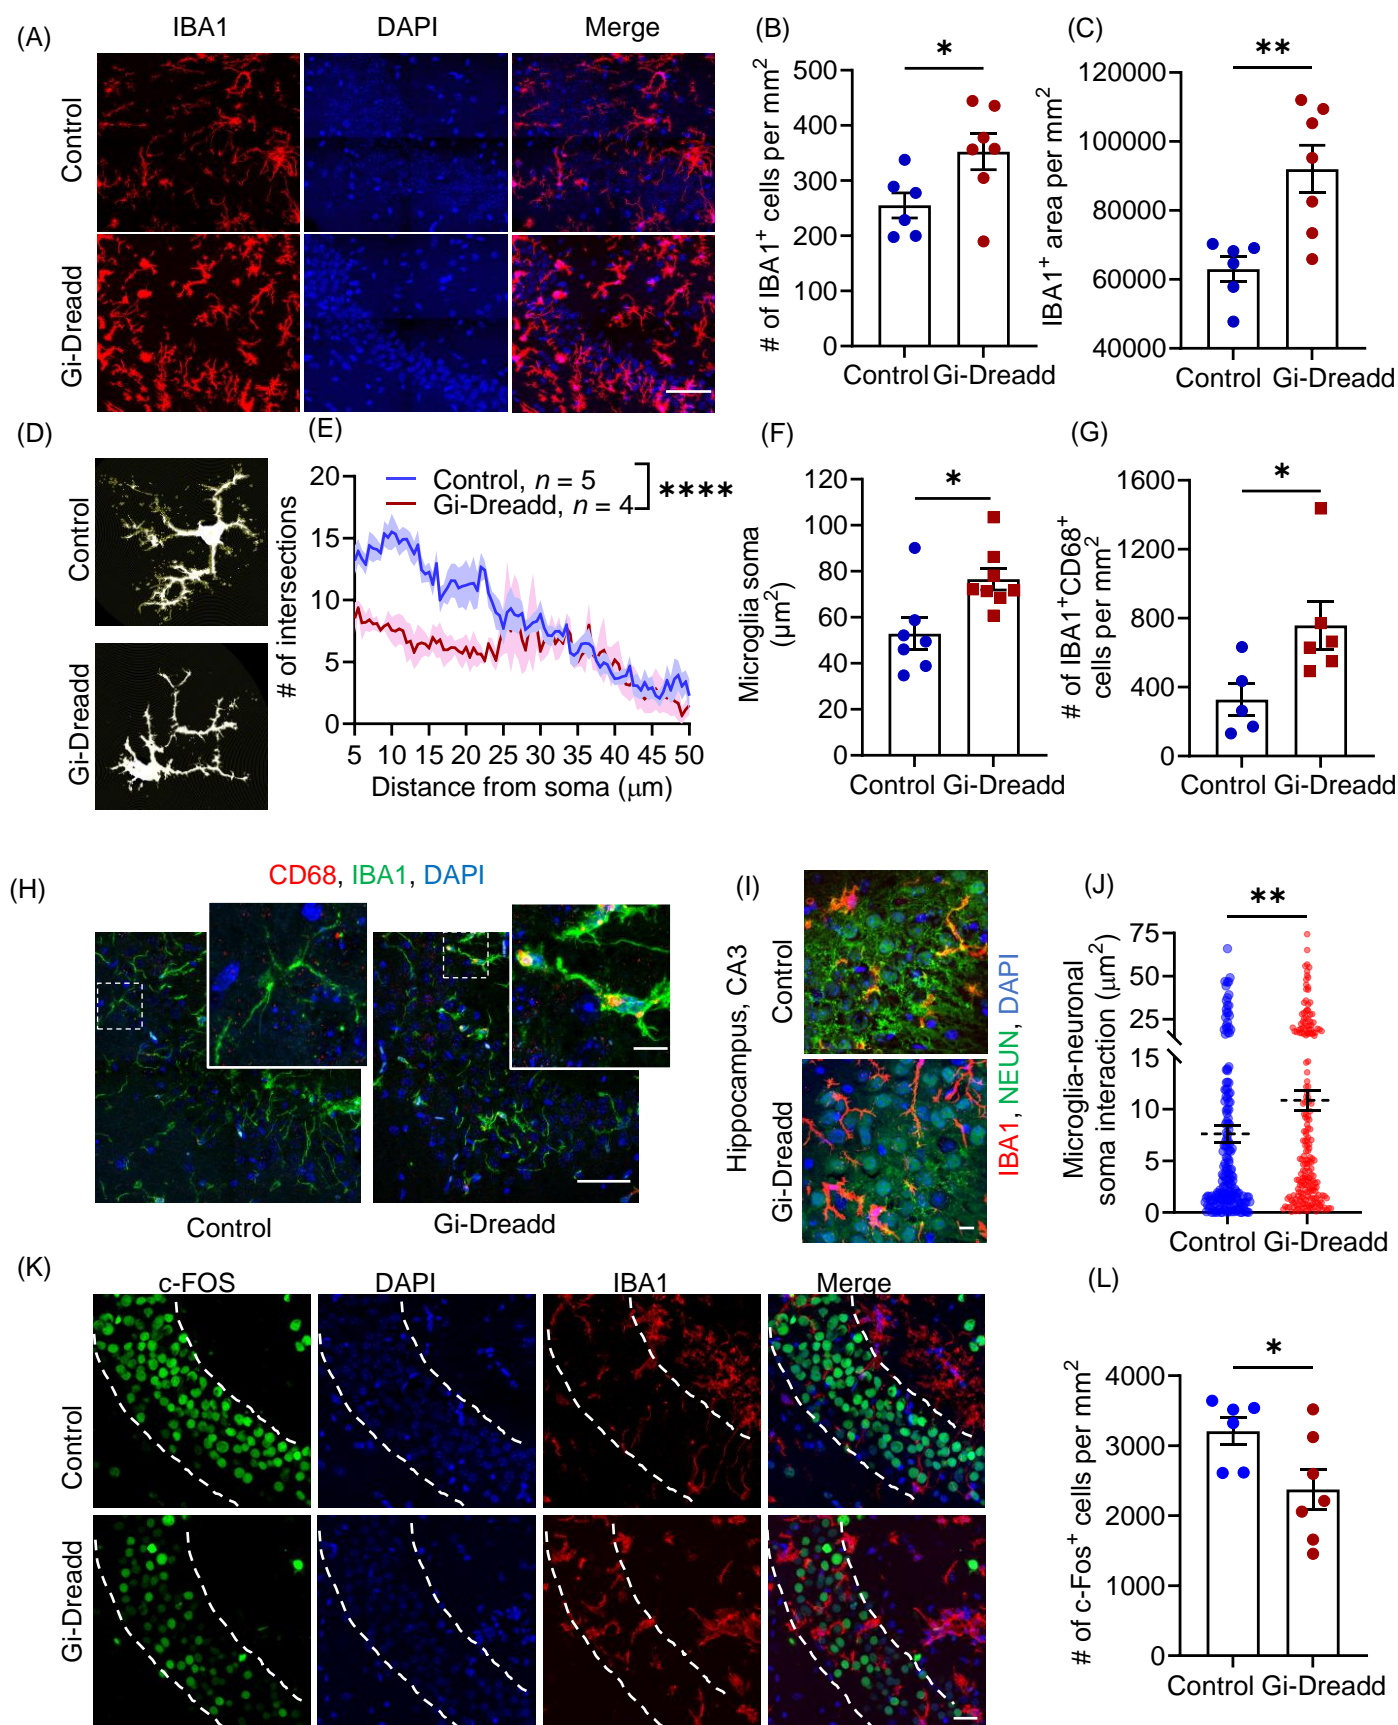 (A)
IBA1
DAPI
Merge
Control
Gi-Dreadd
(B)
*
# of IBA1+ cells per mm2
500
400
300
200
100
0
Control Gi-Dreadd
(C)
**
IBA1+ area per mm2
120000
100000
80000
60000
40000
Control Gi-Dreadd
(D)
Control
Gi-Dreadd
(E)
# of intersections
20
15
10
5
0
Control, n = 5
Gi-Dreadd, n = 4
****
5 10 15 20 25 30 35 40 45 50
Distance from soma (μm)
(F)
*
Microglia soma
(μm2)
120
100
80
60
40
20
0
Control Gi-Dreadd
(G)
*
# of IBA1+CD68+
cells per mm2
1600
1200
800
400
0
Control Gi-Dreadd
(H)
CD68, IBA1, DAPI
Control
Gi-Dreadd
(I)
Hippocampus, CA3
Control
Gi-Dreadd
IBA1, NEUN, DAPI
(J)
**
Microglia-neuronal
soma interaction (μm2)
75
50
25
15
10
5
0
Control Gi-Dreadd
(K)
c-FOS
DAPI
IBA1
Merge
Control
Gi-Dreadd
(L)
*
# of c-Fos+ cells per mm2
4000
3000
2000
1000
0
Control Gi-Dreadd